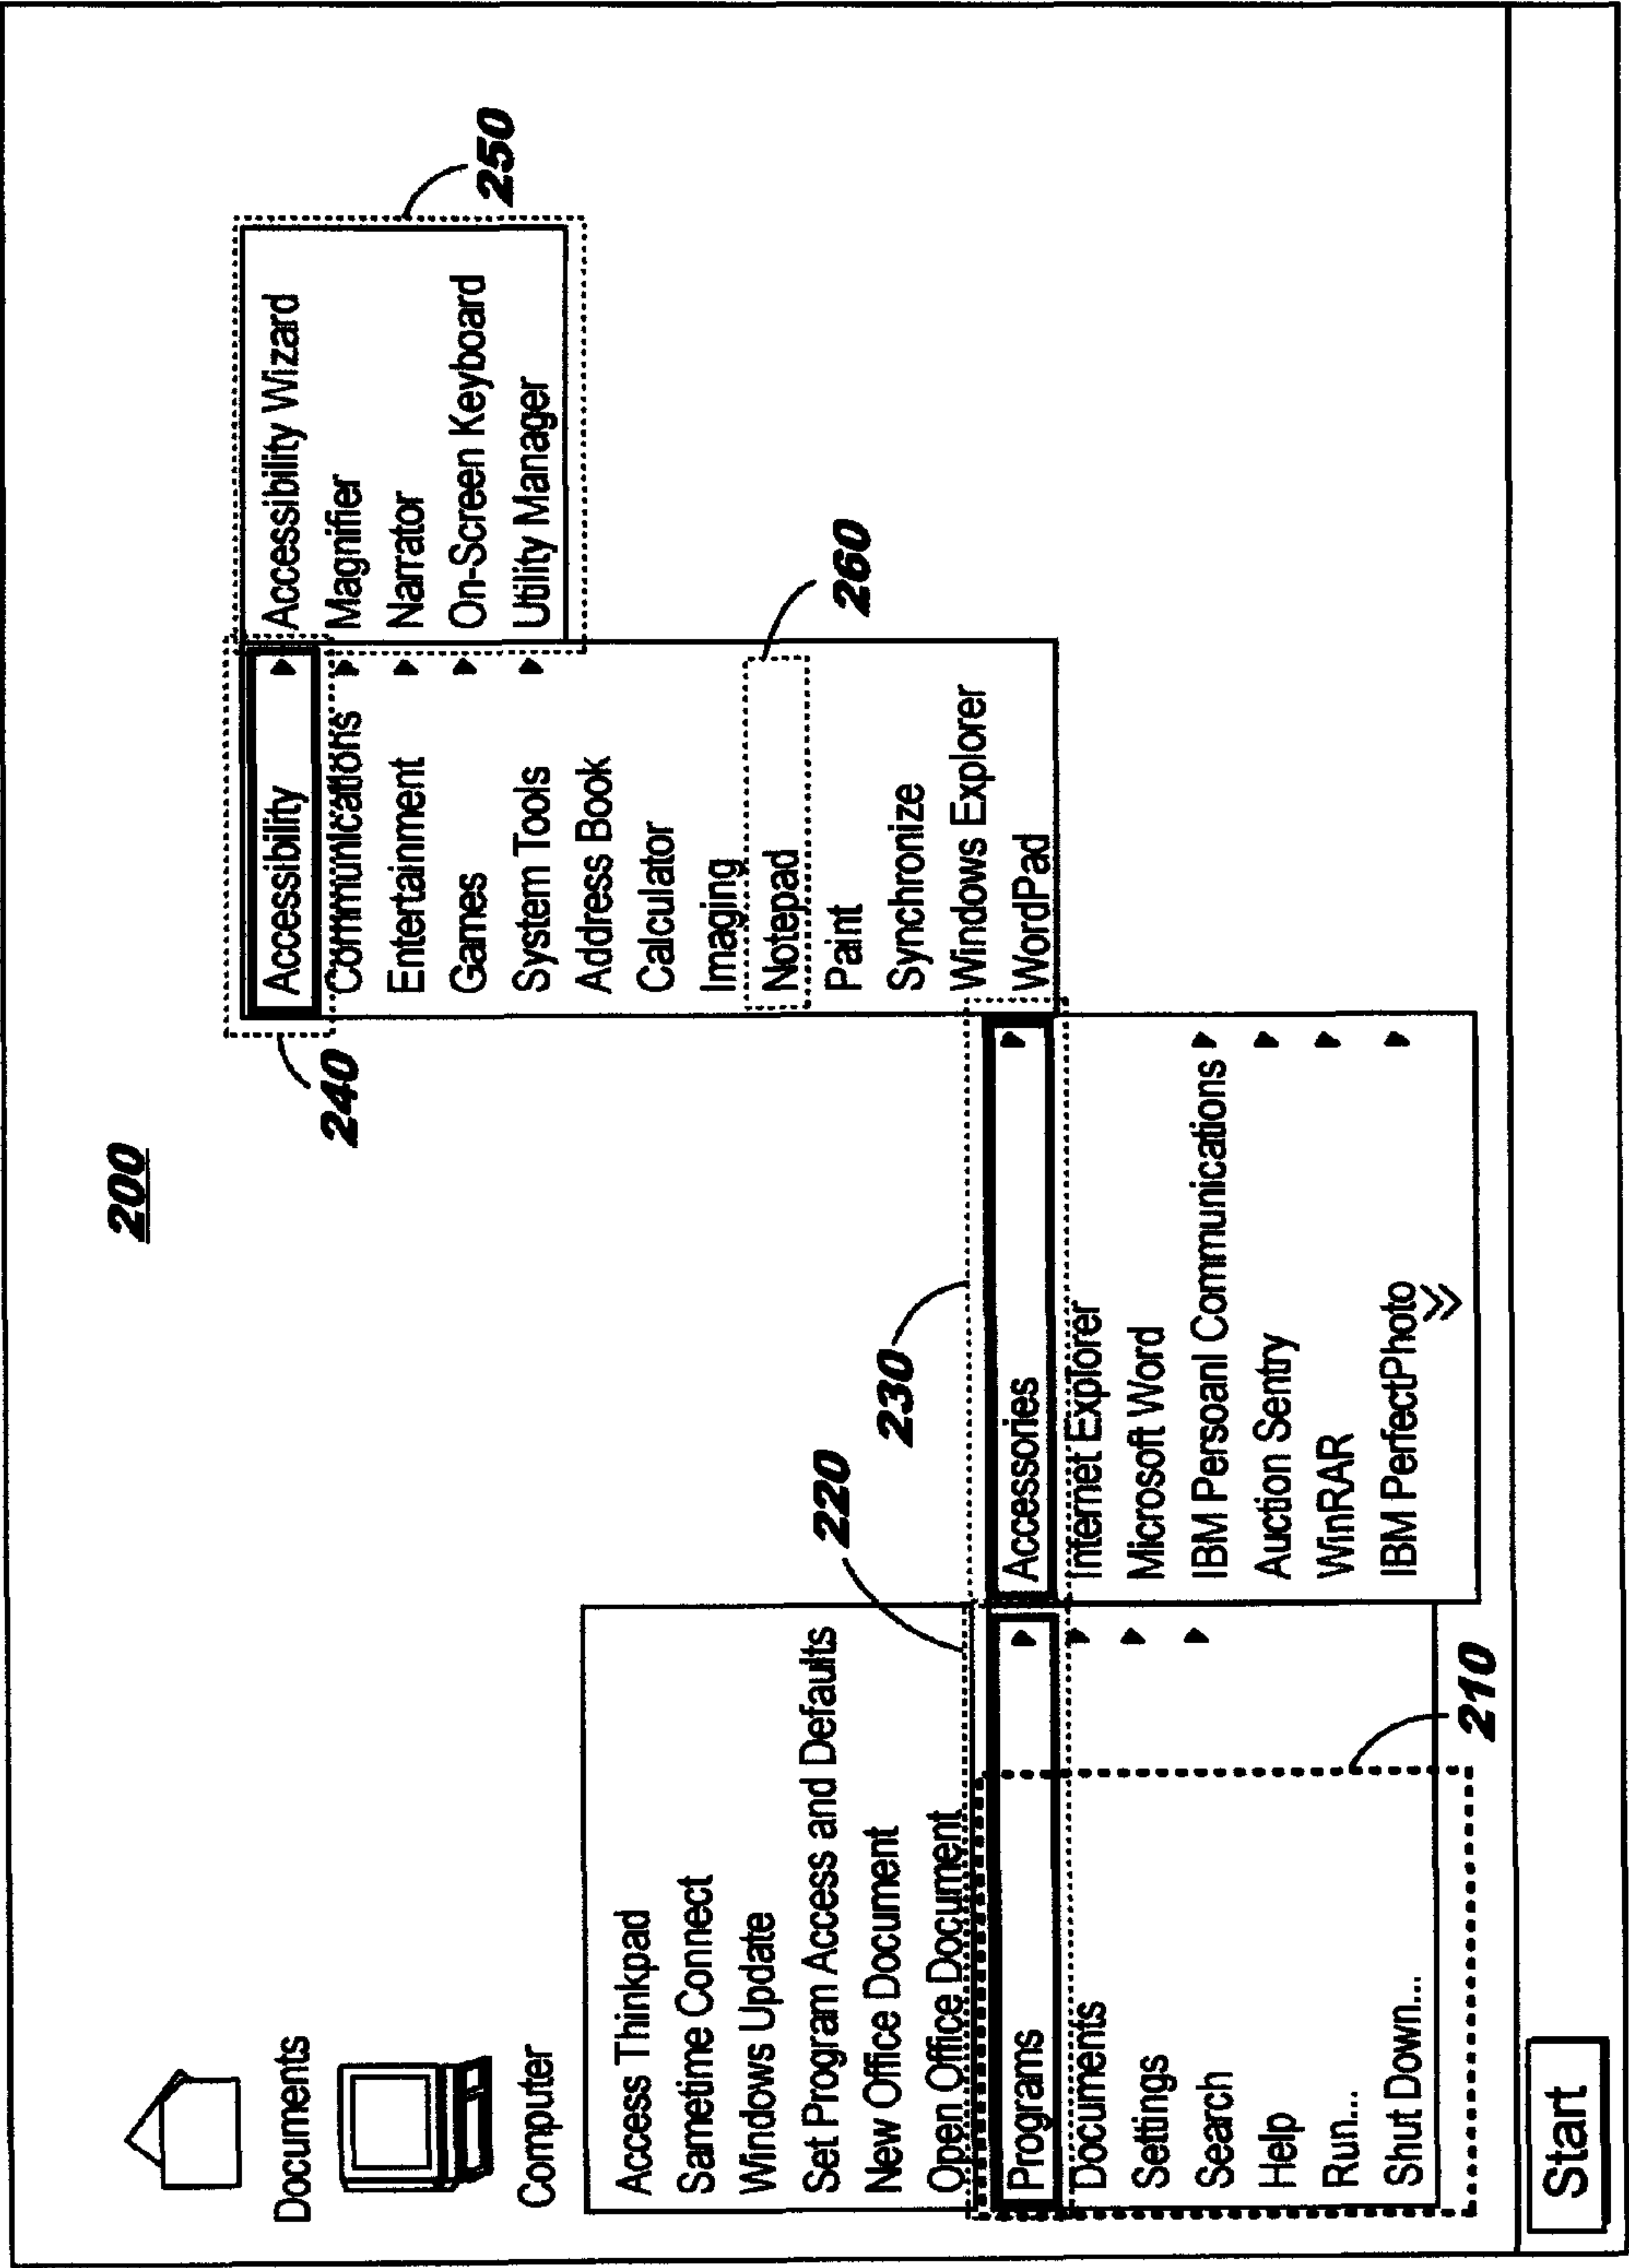 200
Documents
Computer
Access Thinkpad
Sametime Connect
Windows Update
Set Program Access and Defaults
New Office Document
Open Office Document
Programs
Documents
Settings
Search
Help
Run...
Shut Down...
Start
210
220
230
Accessories
Internet Explorer
Microsoft Word
IBM Persoanl Communications
Auction Sentry
WinRAR
IBM PerfectPhoto
240
Accessibility
Communications
Entertainment
Games
System Tools
Address Book
Calculator
Imaging
Notepad
Paint
Synchronize
Windows Explorer
WordPad
260
Accessibility Wizard
Magnifier
Narrator
On-Screen Keyboard
Utility Manager
250